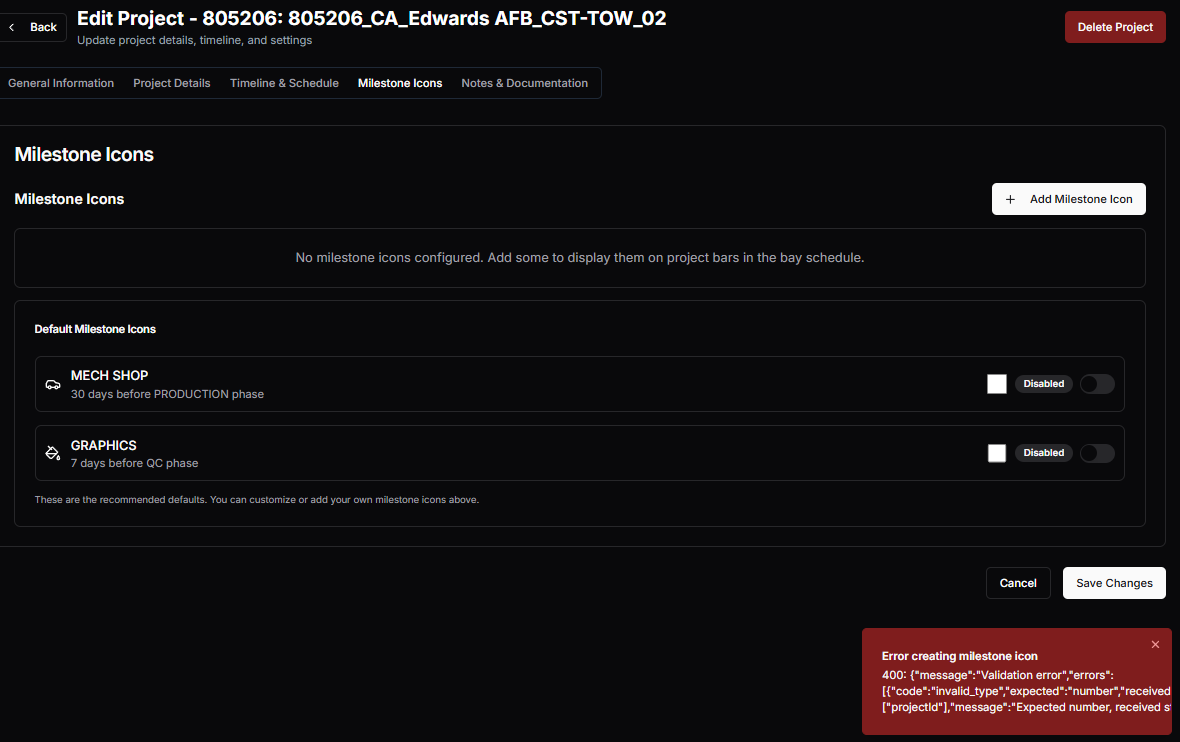 Back
Edit Project - 805206: 805206_CA_Edwards AFB_CST-TOW_02
Update project details, timeline, and settings
Delete Project
General Information
Project Details
Timeline & Schedule
Milestone Icons
Notes & Documentation
Milestone Icons
Milestone Icons
+ Add Milestone Icon
No milestone icons configured. Add some to display them on project bars in the bay schedule.
Default Milestone Icons
MECH SHOP
30 days before PRODUCTION phase
Disabled
GRAPHICS
7 days before QC phase
Disabled
These are the recommended defaults. You can customize or add your own milestone icons above.
Cancel
Save Changes
Error creating milestone icon
400: {"message":"Validation error","errors":
[{"code":"invalid_type","expected":"number","received
["projectId"],"message":"Expected number, received